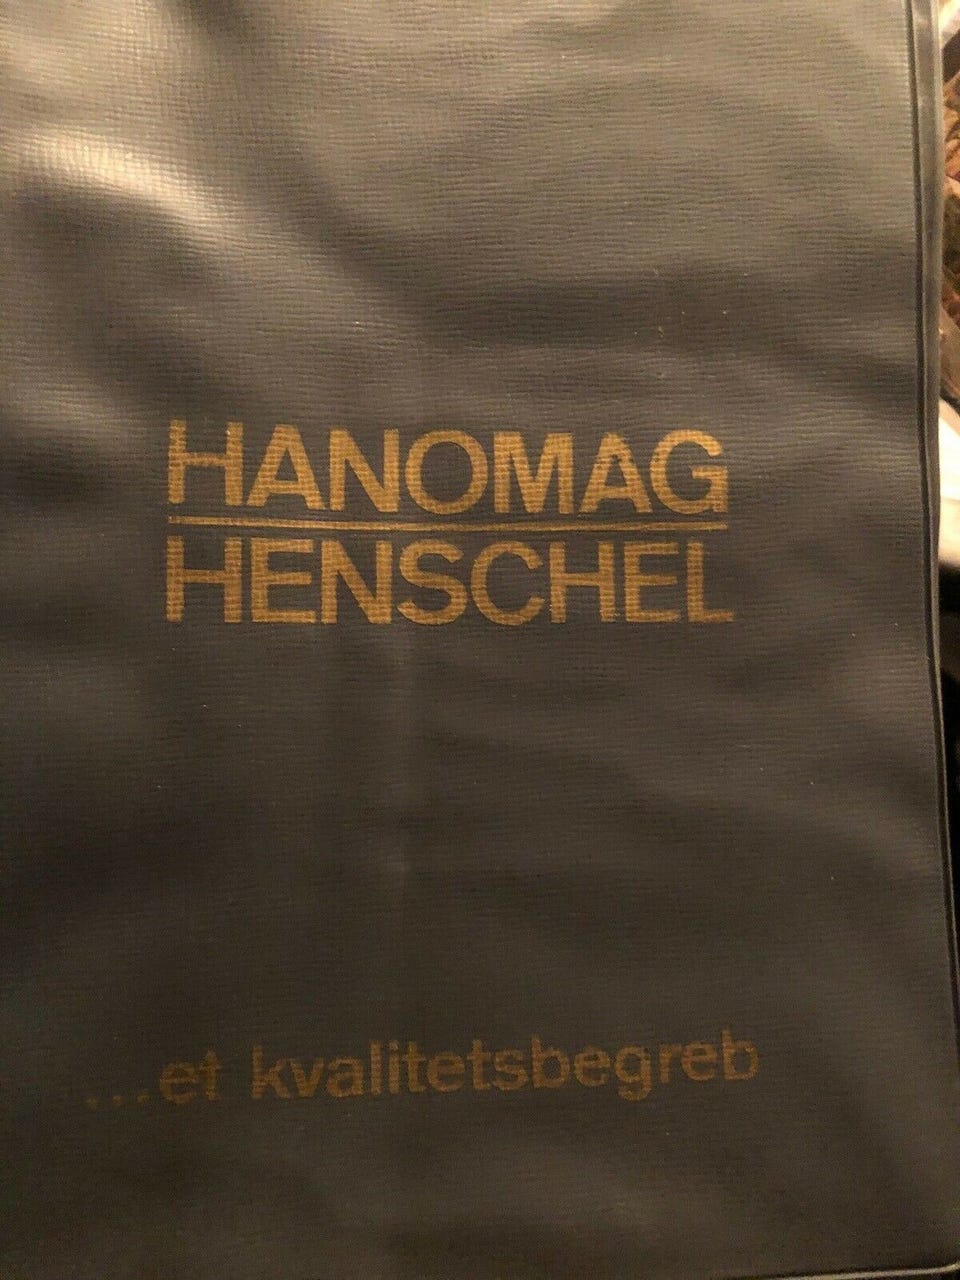 HANOMAG
HENSCHEL
...et kvalitetsbegreb